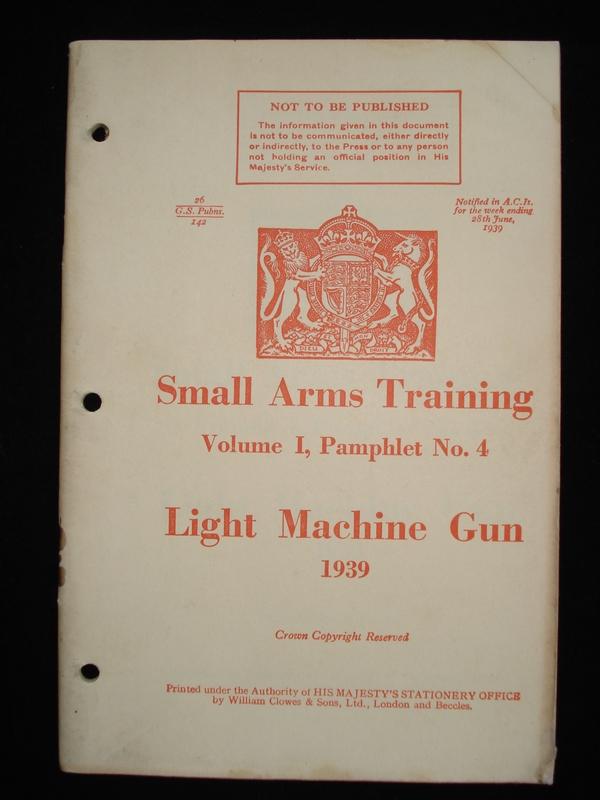 NOT TO BE PUBLISHED
The information given in this document
is not to be communicated, either directly
or indirectly, to the Press or to any person
not holding an official position in His
Majesty's Service.
26
G.S. Pubns.
142
Notified in A.C.Is.
for the week ending
28th June,
1939
DIEU ET MON DROIT
Small Arms Training
Volume I, Pamphlet No. 4
Light Machine Gun
1939
Crown Copyright Reserved
Printed under the Authority of HIS MAJESTY'S STATIONERY OFFICE
by William Clowes & Sons, Ltd., London and Beccles.